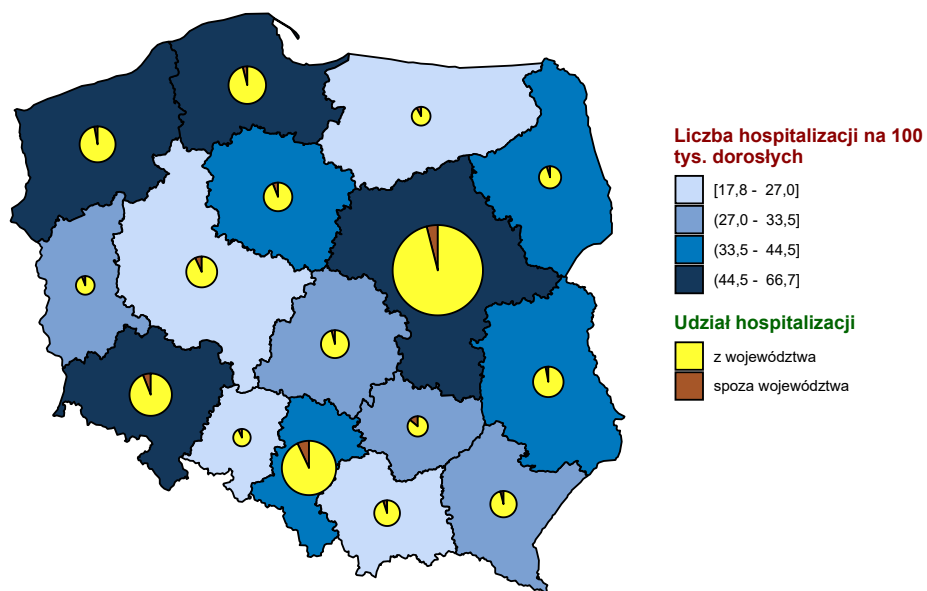 Liczba hospitalizacji na 100
tys. dorosłych
[17,8 - 27,0]
(27,0 - 33,5]
(33,5 - 44,5]
(44,5 - 66,7]
Udział hospitalizacji
z województwa
spoza województwa